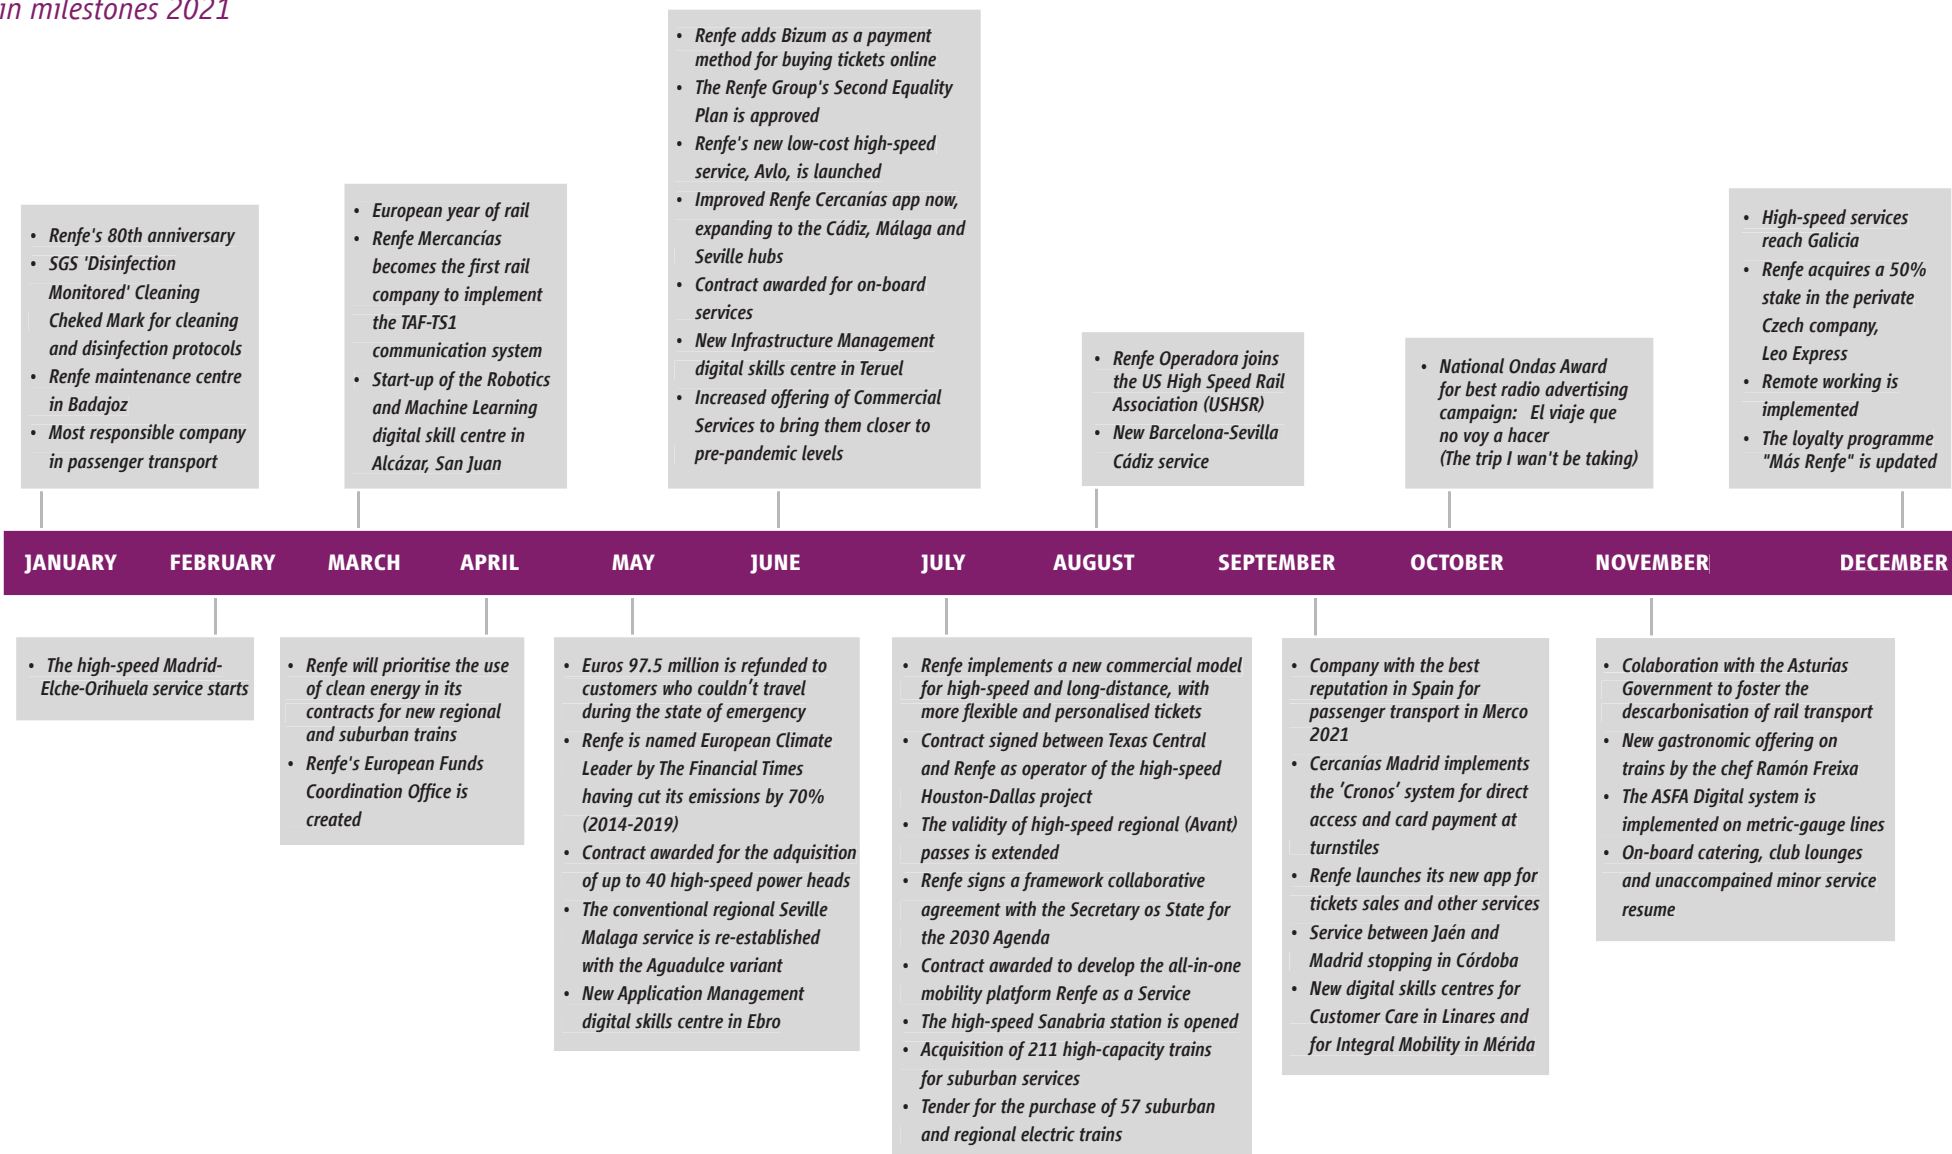 in milestones 2021
• Renfe adds Bizum as a payment
method for buying tickets online
• The Renfe Group's Second Equality
Plan is approved
• Renfe's new low-cost high-speed
service, Avlo, is launched
• Improved Renfe Cercanías app now,
expanding to the Cádiz, Málaga and
Seville hubs
• Contract awarded for on-board
services
• New Infrastructure Management
digital skills centre in Teruel
• Increased offering of Commercial
Services to bring them closer to
pre-pandemic levels
• Renfe's 80th anniversary
• SGS 'Disinfection
Monitored' Cleaning
Cheked Mark for cleaning
and disinfection protocols
• Renfe maintenance centre
in Badajoz
• Most responsible company
in passenger transport
• European year of rail
• Renfe Mercancías
becomes the first rail
company to implement
the TAF-TS1
communication system
• Start-up of the Robotics
and Machine Learning
digital skill centre in
Alcázar, San Juan
• Renfe Operadora joins
the US High Speed Rail
Association (USHSR)
• New Barcelona-Sevilla
Cádiz service
• National Ondas Award
for best radio advertising
campaign: El viaje que
no voy a hacer
(The trip I wan't be taking)
• High-speed services
reach Galicia
• Renfe acquires a 50%
stake in the perivate
Czech company,
Leo Express
• Remote working is
implemented
• The loyalty programme
"Más Renfe" is updated
JANUARY FEBRUARY MARCH APRIL MAY JUNE JULY AUGUST SEPTEMBER OCTOBER NOVEMBER DECEMBER
• The high-speed Madrid-
Elche-Orihuela service starts
• Renfe will prioritise the use
of clean energy in its
contracts for new regional
and suburban trains
• Renfe's European Funds
Coordination Office is
created
• Euros 97.5 million is refunded to
customers who couldn't travel
during the state of emergency
• Renfe is named European Climate
Leader by The Financial Times
having cut its emissions by 70%
(2014-2019)
• Contract awarded for the adquisition
of up to 40 high-speed power heads
• The conventional regional Seville
Malaga service is re-established
with the Aguadulce variant
• New Application Management
digital skills centre in Ebro
• Renfe implements a new commercial model
for high-speed and long-distance, with
more flexible and personalised tickets
• Contract signed between Texas Central
and Renfe as operator of the high-speed
Houston-Dallas project
• The validity of high-speed regional (Avant)
passes is extended
• Renfe signs a framework collaborative
agreement with the Secretary os State for
the 2030 Agenda
• Contract awarded to develop the all-in-one
mobility platform Renfe as a Service
• The high-speed Sanabria station is opened
• Acquisition of 211 high-capacity trains
for suburban services
• Tender for the purchase of 57 suburban
and regional electric trains
• Company with the best
reputation in Spain for
passenger transport in Merco
2021
• Cercanías Madrid implements
the 'Cronos' system for direct
access and card payment at
turnstiles
• Renfe launches its new app for
tickets sales and other services
• Service between Jaén and
Madrid stopping in Córdoba
• New digital skills centres for
Customer Care in Linares and
for Integral Mobility in Mérida
• Colaboration with the Asturias
Government to foster the
descarbonisation of rail transport
• New gastronomic offering on
trains by the chef Ramón Freixa
• The ASFA Digital system is
implemented on metric-gauge lines
• On-board catering, club lounges
and unaccompained minor service
resume